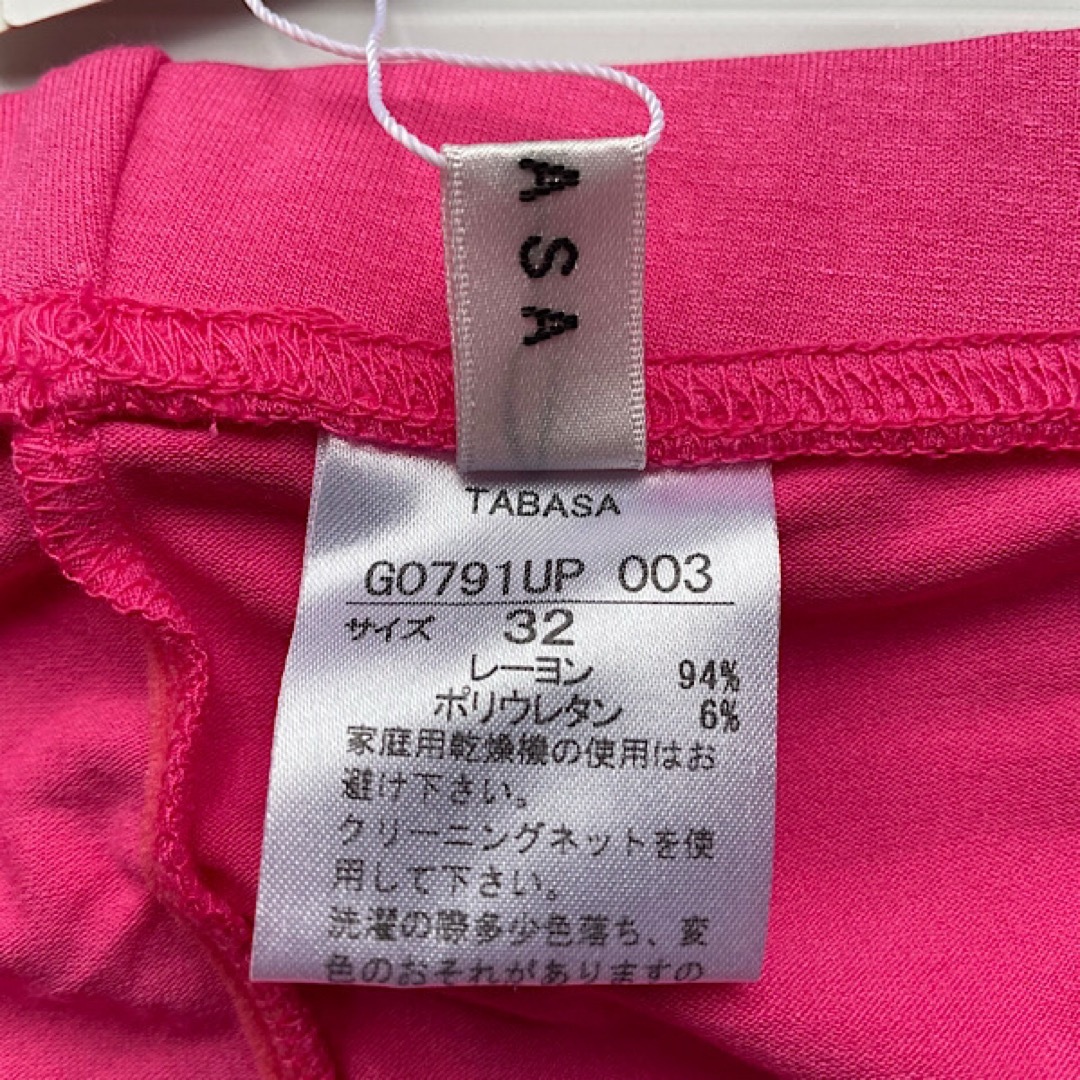 ASA
TABASA
GO791UP 003
サイズ 32
レーヨン 94%
ポリウレタン 6%
家庭用乾燥機の使用はお
避け下さい。
クリーニングネットを使
用して下さい。
洗濯の際多少色落ち、変
色のおそれがありますの